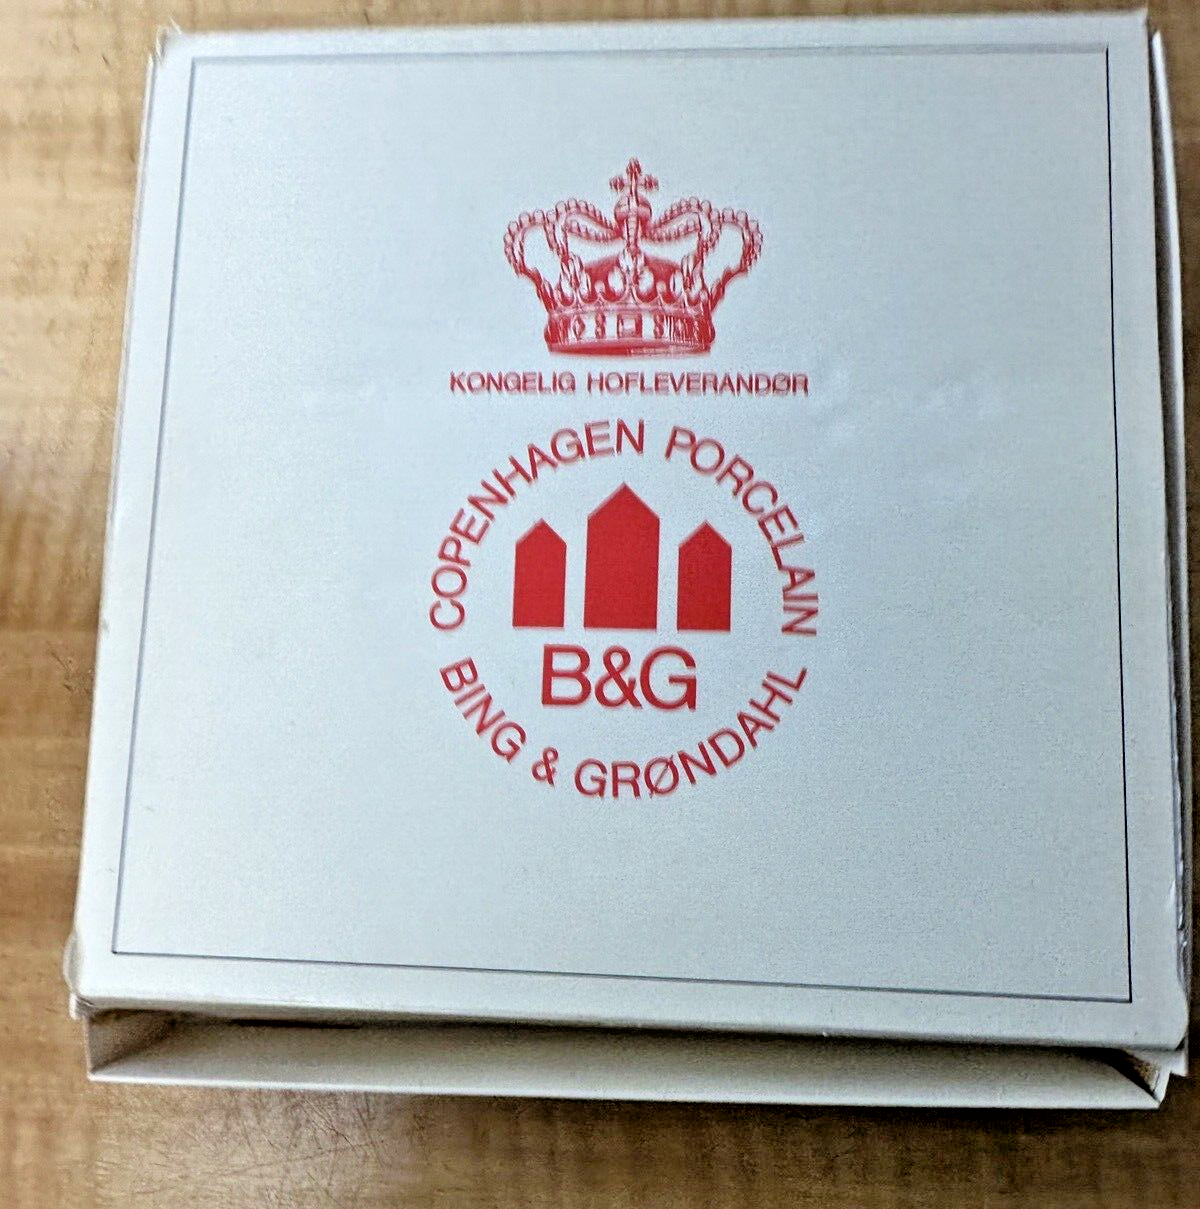 KONGELIG HOFLEVERANDØR
COPENHAGEN PORCELAIN
B&G
BING & GRØNDAHL